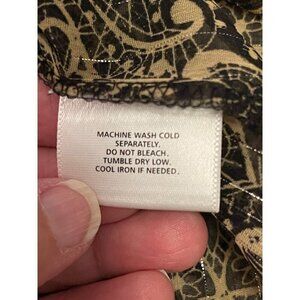 MACHINE WASH COLD
SEPARATELY.
DO NOT BLEACH.
TUMBLE DRY LOW.
COOL IRON IF NEEDED.